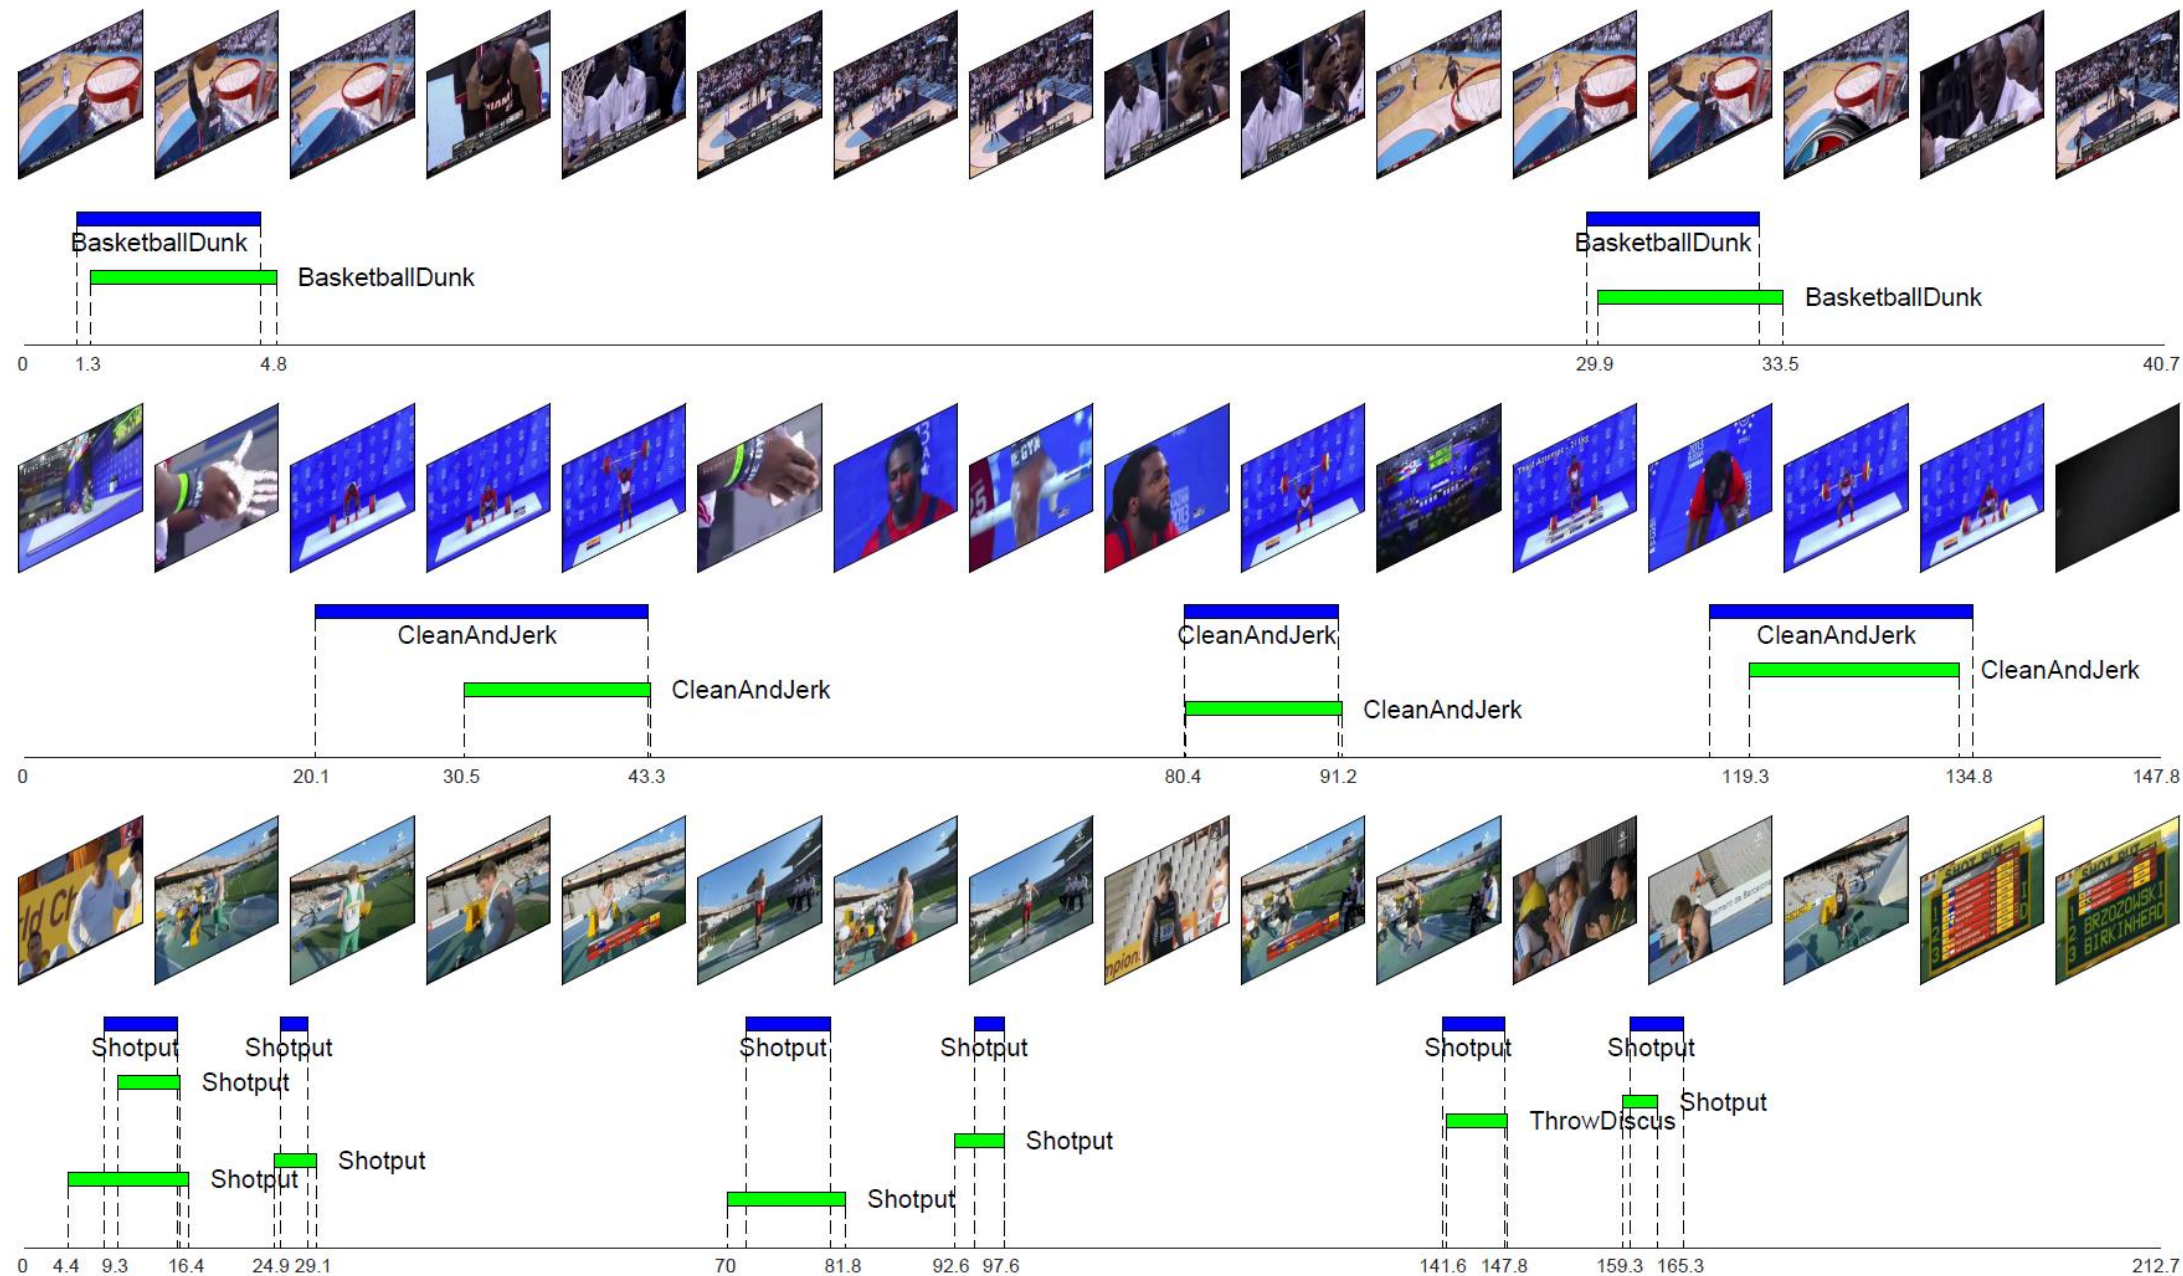 BasketballDunk BasketballDunk
BasketballDunk
BasketballDunk
0 1.3 4.8 29.9 33.5 40.7
CleanAndJerk CleanAndJerk CleanAndJerk
CleanAndJerk
CleanAndJerk
CleanAndJerk
0 20.1 30.5 43.3 80.4 91.2 119.3 134.8 147.8
BRZOZOWSKI
BIRKINHEAD
Shotput Shotput Shotput Shotput Shotput Shotput
Shotput
Shotput
ThrowDiscus
Shotput
Shotput
Shotput
Shotput
0 4.4 9.3 16.4 24.9 29.1 70 81.8 92.6 97.6 141.6 147.8 159.3 165.3 212.7